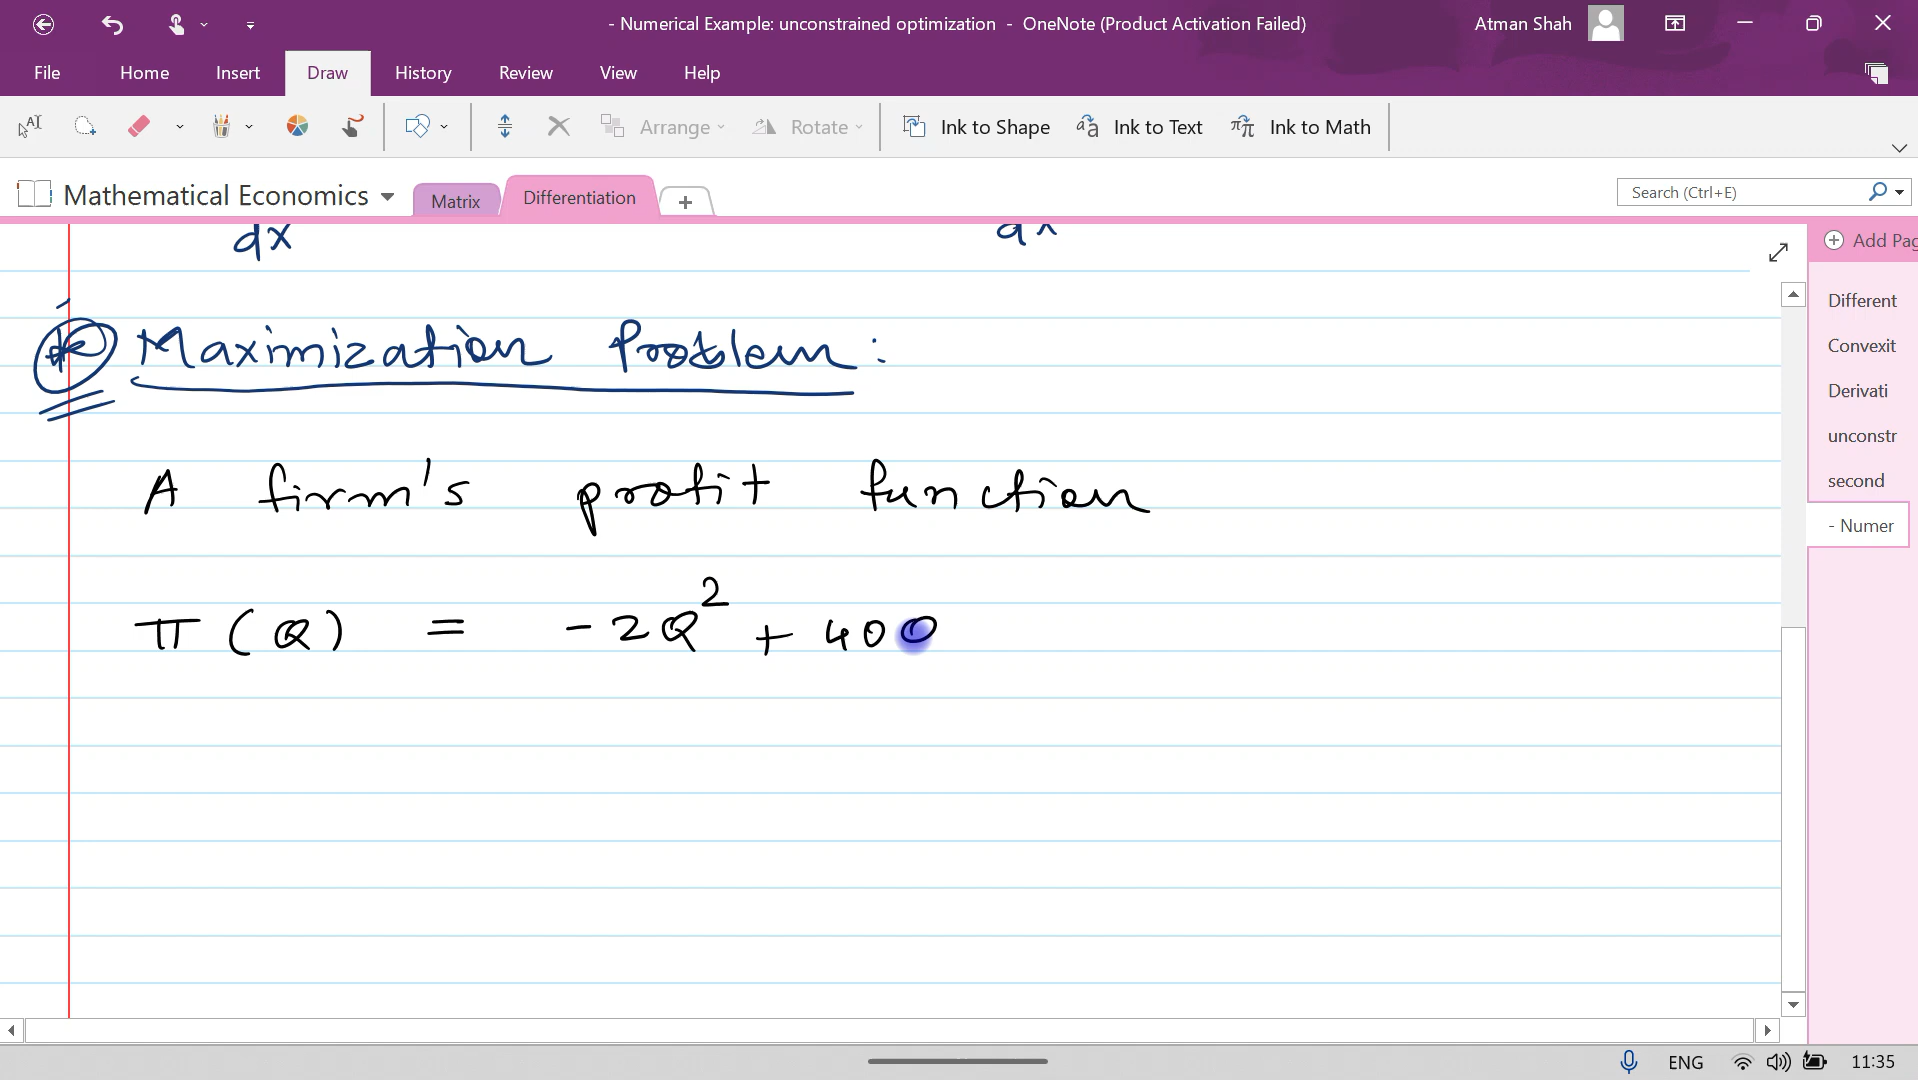 - Numerical Example: unconstrained optimization - OneNote (Product Activation Failed)
Atman Shah
File Home Insert Draw History Review View Help
Arrange Rotate Ink to Shape Ink to Text Ink to Math
Mathematical Economics Matrix Differentiation +
Search (Ctrl+E)
dx dx
Add Pag
Maximization Problem:
A firm's profit function
π(Q) = -2Q² + 400
Different
Convexit
Derivati
unconstr
second
- Numer
ENG 11:35